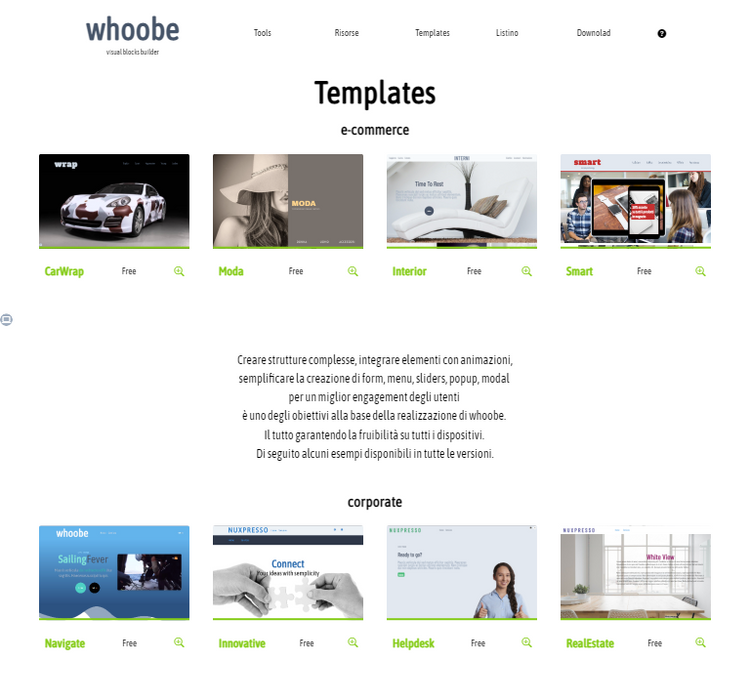 whoobe
visual blocks builder
Tools Risorse Templates Listino Downolad
Templates
e-commerce
wrap
MODA
INTERNI
Time To Rest
smart
CarWrap Free
Moda Free
Interior Free
Smart Free
Creare strutture complesse, integrare elementi con animazioni,
semplificare la creazione di form, menu, sliders, popup, modal
per un miglior engagement degli utenti
è uno degli obiettivi alla base della realizzazione di whoobe.
Il tutto garantendo la fruibilità su tutti i dispositivi.
Di seguito alcuni esempi disponibili in tutte le versioni.
corporate
whoobe
SailingFever
NUXPRESSO
Connect
Your ideas with semplicity
NUXPRESSO
Ready to go?
NUXPRESSO
White View
Navigate Free
Innovative Free
Helpdesk Free
RealEstate Free